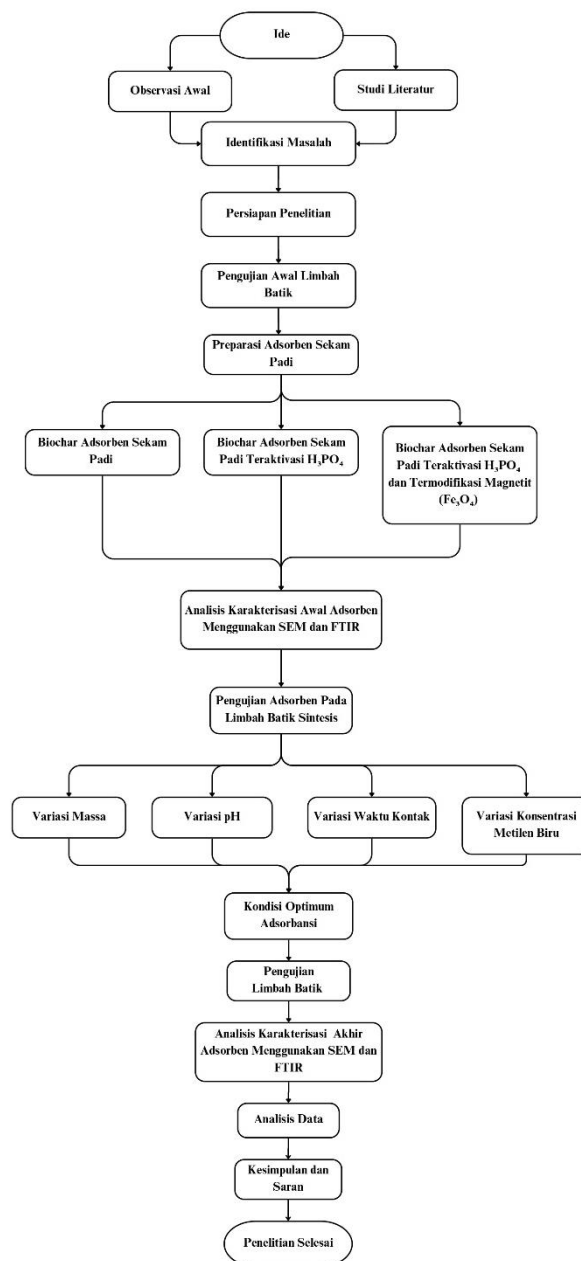 Ide
Observasi Awal
Studi Literatur
Identifikasi Masalah
Persiapan Penelitian
Pengujian Awal Limbah
Batik
Preparasi Adsorben Sekam
Padi
Biochar Adsorben Sekam
Padi
Biochar Adsorben Sekam
Padi Teraktivasi H₃PO₄
Biochar Adsorben Sekam
Padi Teraktivasi H₃PO₄
dan Termodifikasi Magnetit
(Fe₃O₄)
Analisis Karakterisasi Awal Adsorben
Menggunakan SEM dan FTIR
Pengujian Adsorben Pada
Limbah Batik Sintesis
Variasi Massa
Variasi pH
Variasi Waktu Kontak
Variasi Konsentrasi
Metilen Biru
Kondisi Optimum
Adsorbansi
Pengujian
Limbah Batik
Analisis Karakterisasi Akhir
Adsorben Menggunakan SEM dan
FTIR
Analisis Data
Kesimpulan dan
Saran
Penelitian Selesai